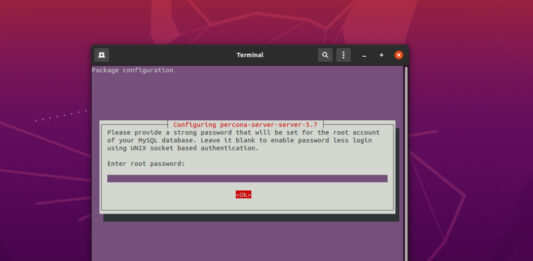 Terminal
Package configuration
Configuring percona-server-server-5.7
Please provide a strong password that will be set for the root account
of your MySQL database. Leave it blank to enable password less login
using UNIX socket based authentication.
Enter root password:
<Ok>